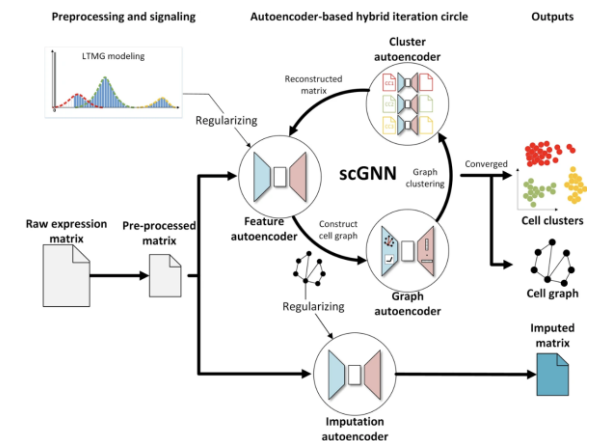 Preprocessing and signaling
Autoencoder-based hybrid iteration circle
Outputs
LTMG modeling
Regularizing
Reconstructed
matrix
Cluster
autoencoder
scGNN
Graph
clustering
Converged
Cell clusters
Raw expression
matrix
Pre-processed
matrix
Feature
autoencoder
Construct
cell graph
Graph
autoencoder
Cell graph
Regularizing
Imputed
matrix
Imputation
autoencoder